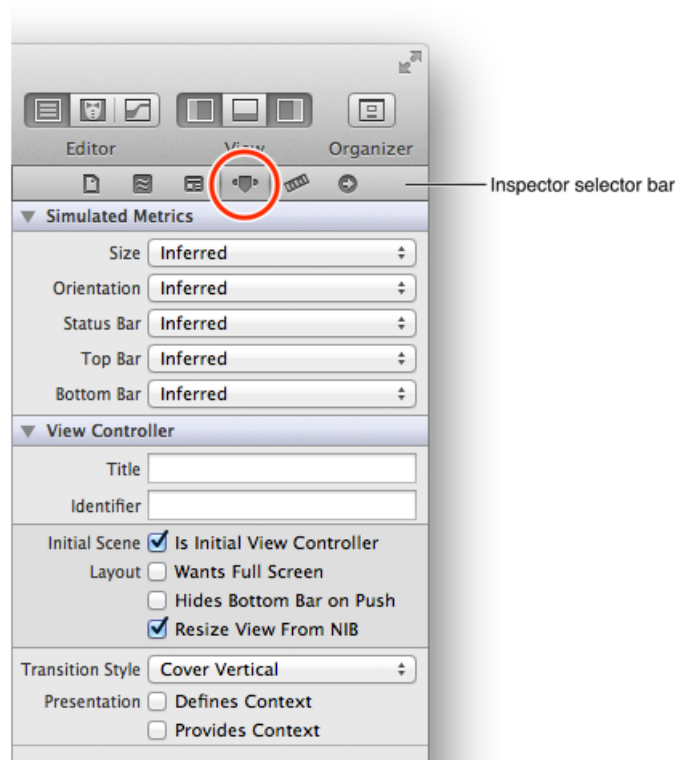 Editor View Organizer
Inspector selector bar
Simulated Metrics
Size Inferred
Orientation Inferred
Status Bar Inferred
Top Bar Inferred
Bottom Bar Inferred
View Controller
Title
Identifier
Initial Scene Is Initial View Controller
Layout Wants Full Screen
Hides Bottom Bar on Push
Resize View From NIB
Transition Style Cover Vertical
Presentation Defines Context
Provides Context